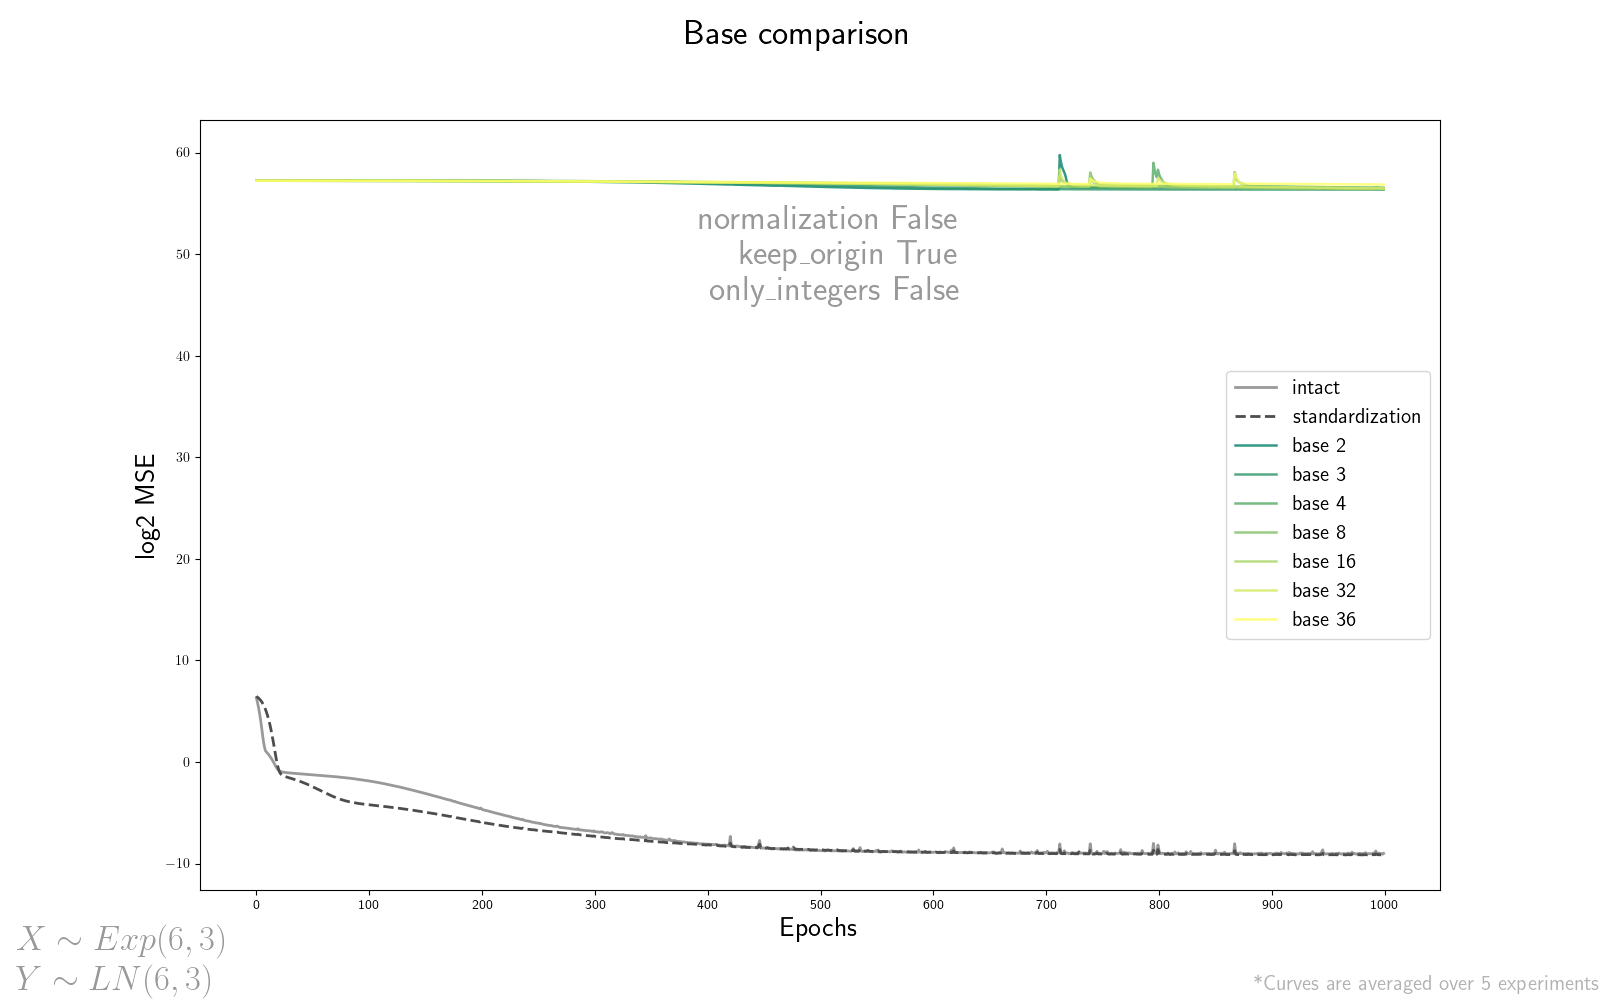 Base comparison
60
50
40
30
20
10
0
−10
log2 MSE
normalization False
keep_origin True
only_integers False
intact
standardization
base 2
base 3
base 4
base 8
base 16
base 32
base 36
0 100 200 300 400 500 600 700 800 900 1000
Epochs
X ∼ Exp(6, 3)
Y ∼ LN(6, 3)
*Curves are averaged over 5 experiments